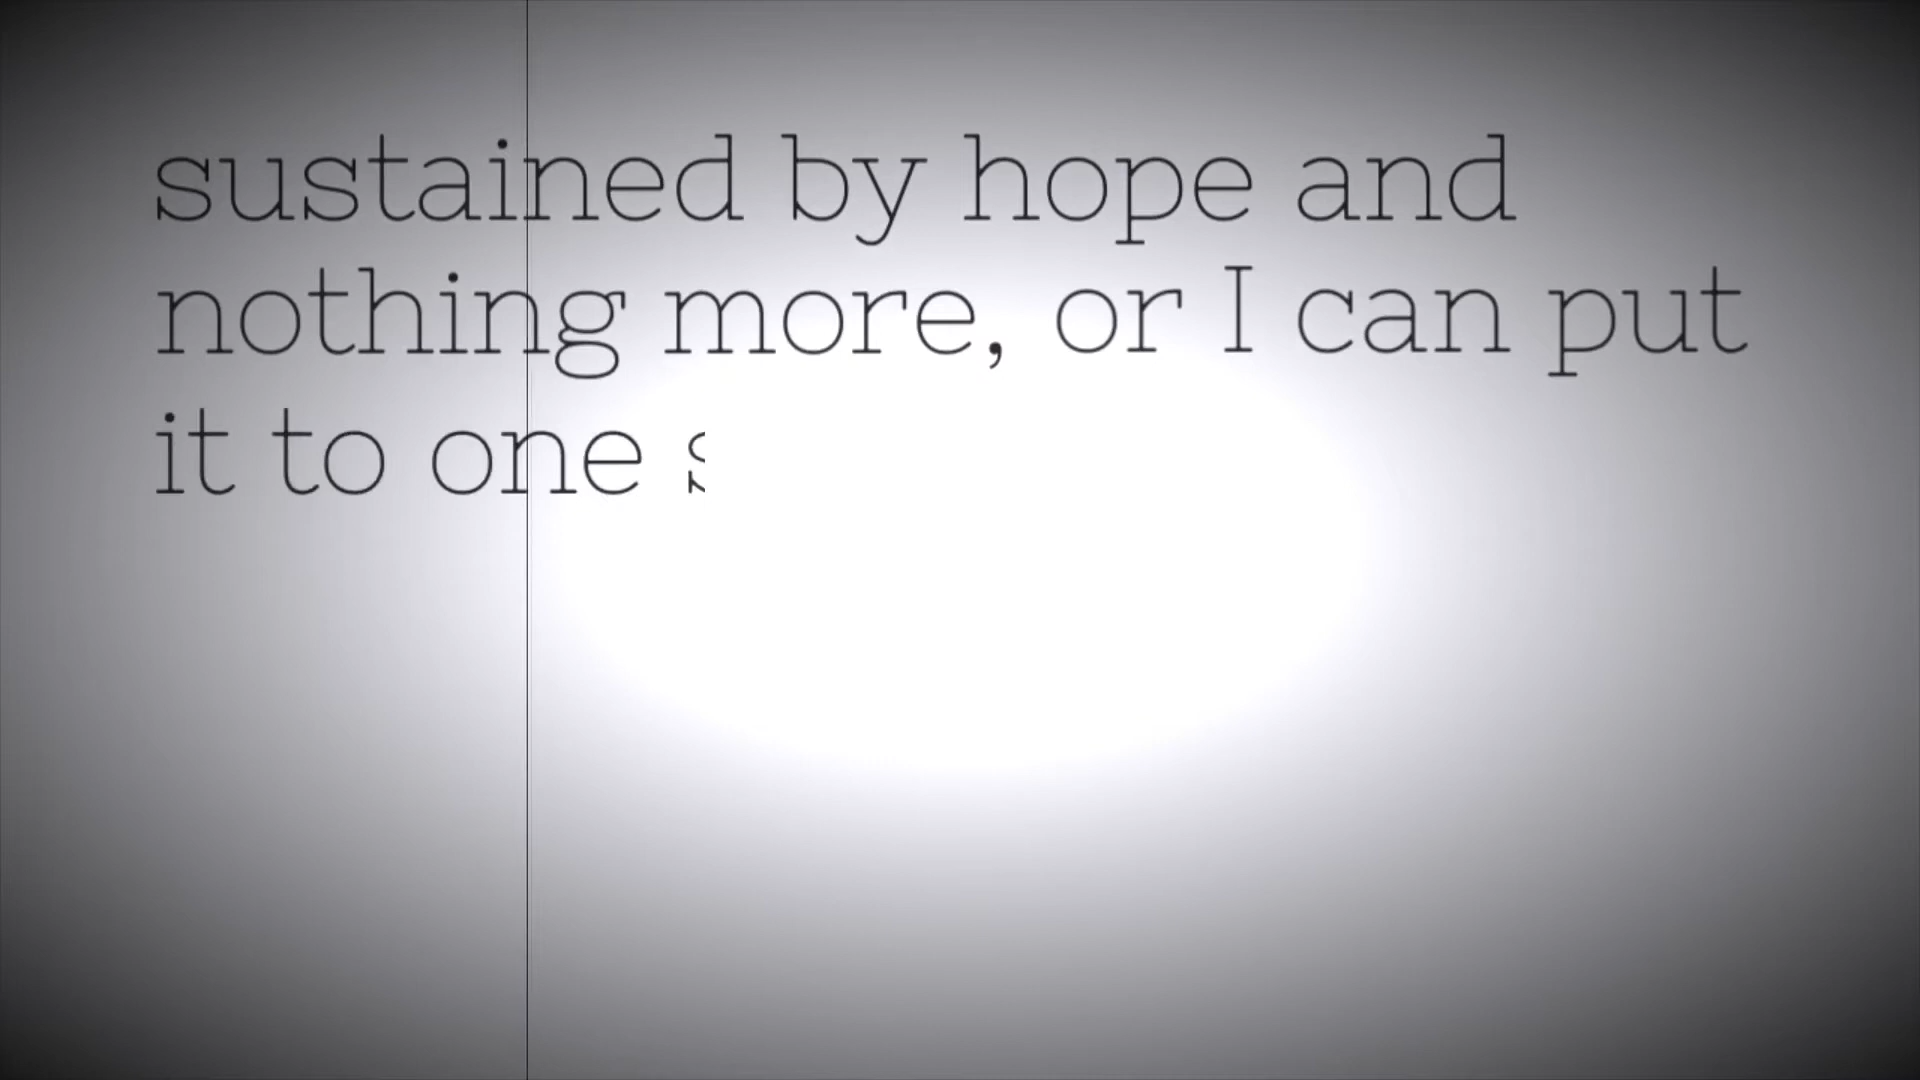 sustained by hope and
nothing more, or I can put
it to one